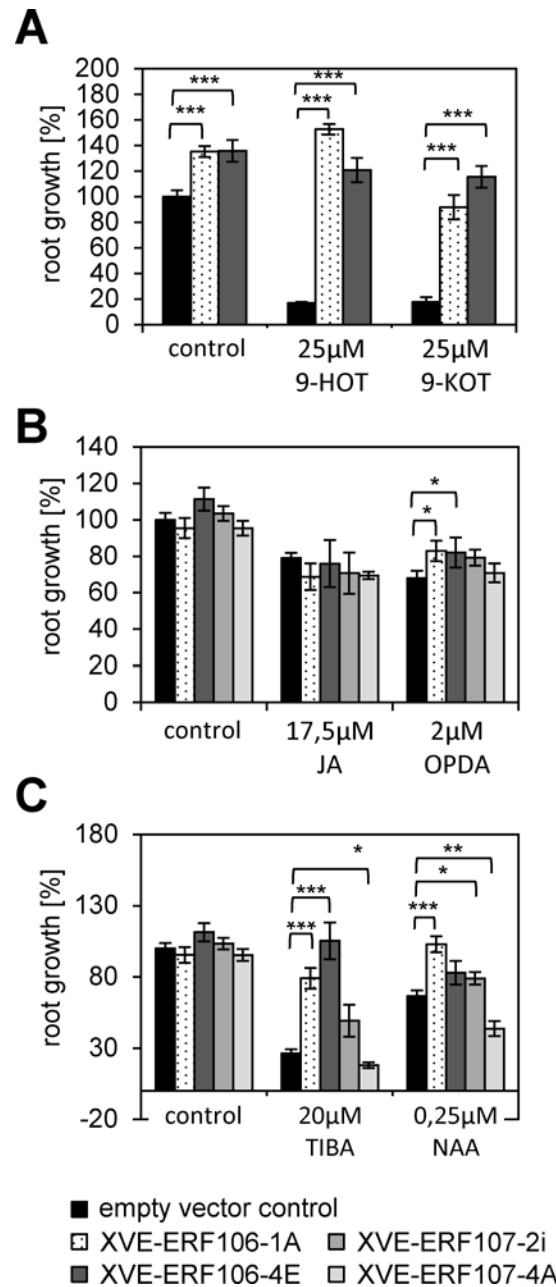 A
root growth [%]
200
180
160
140
120
100
80
60
40
20
0
***
***
***
***
***
***
control
25µM
9-HOT
25µM
9-KOT
B
root growth [%]
140
120
100
80
60
40
20
0
*
*
control
17,5µM
JA
2µM
OPDA
C
root growth [%]
180
130
80
30
-20
*
***
***
**
*
***
control
20µM
TIBA
0,25µM
NAA
empty vector control
XVE-ERF106-1A
XVE-ERF107-2i
XVE-ERF106-4E
XVE-ERF107-4A